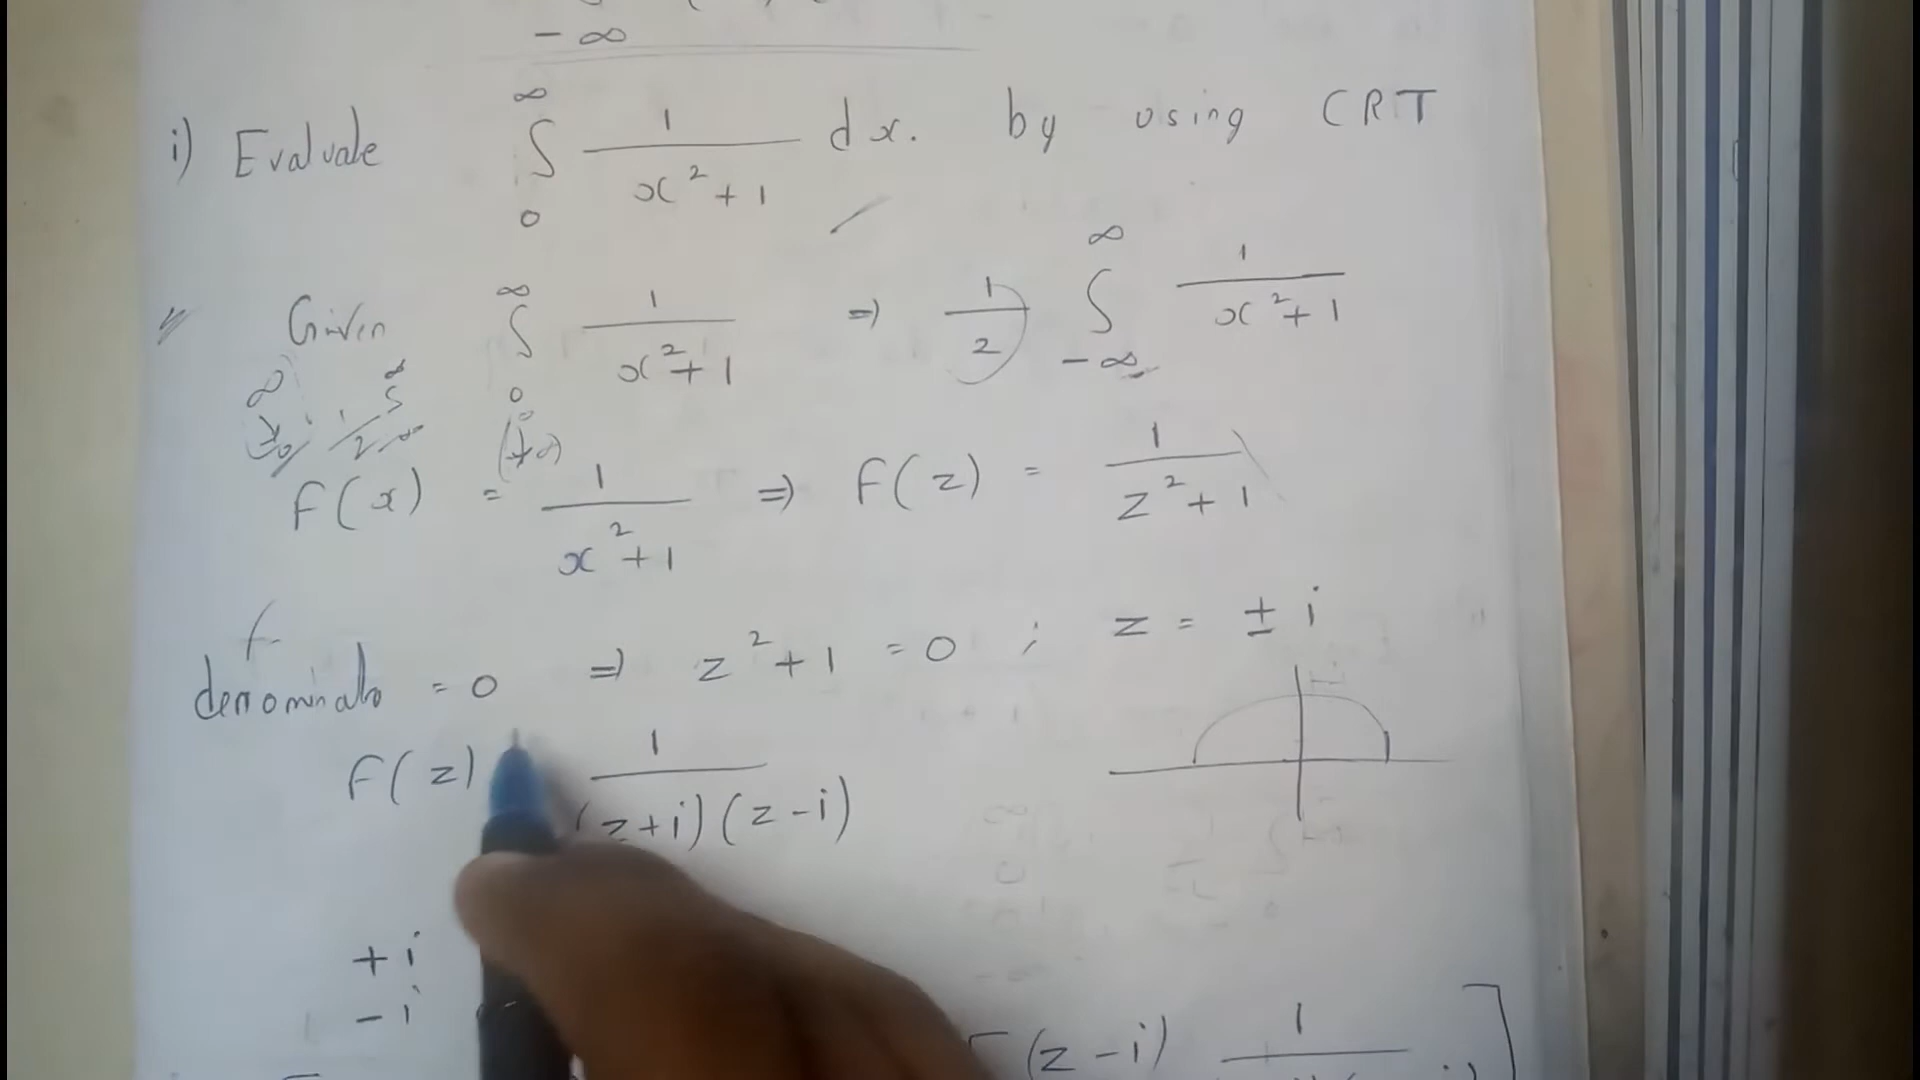 - ∞
i) Evaluate ∞ ∫ 0 1/(x²+1) dx. by using CRT
Given ∞ ∫ 0 1/(x²+1) ⇒ 1/2 ∞ ∫ -∞ 1/(x²+1)
F(x) = 1/(x²+1) ⇒ F(z) = 1/(z²+1)
denominato = 0 ⇒ z²+1 = 0 ; z = ± i
F(z) 1/((z+i)(z-i))
+ i
- i
[(z-i) 1